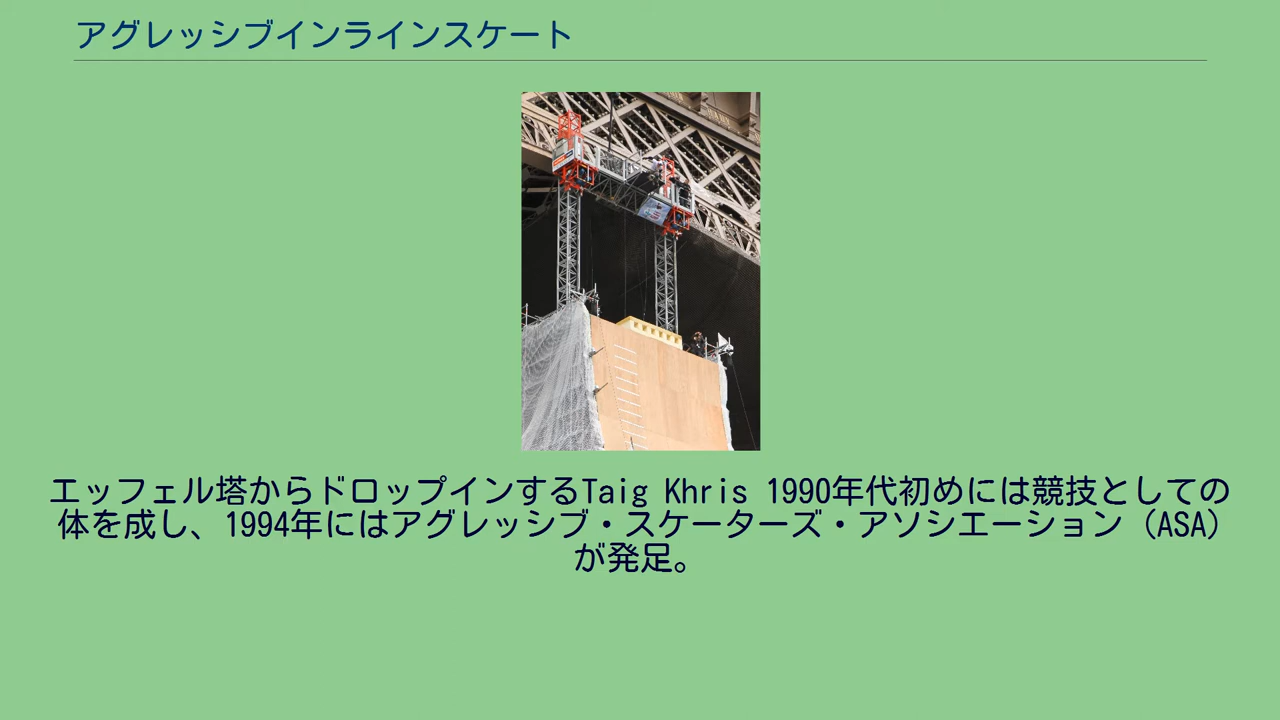 アグレッシブインラインスケート
エッフェル塔からドロップインするTaig Khris 1990年代初めには競技としての
体を成し、1994年にはアグレッシブ・スケーターズ・アソシエーション（ASA）
が発足。